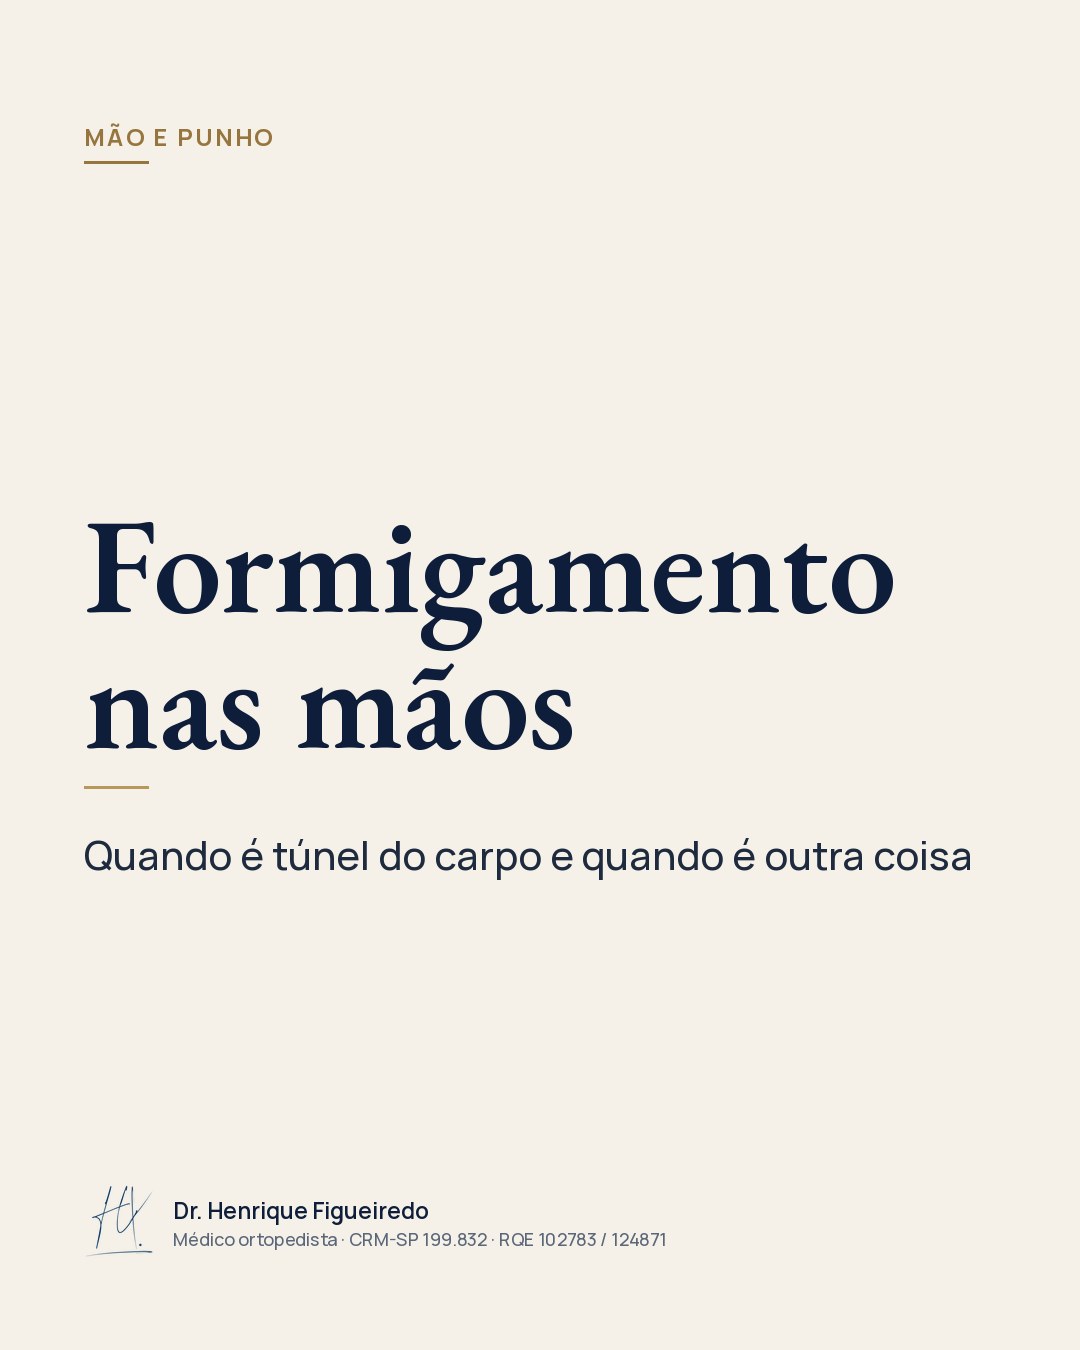 MÃO E PUNHO
Formigamento
nas mãos
Quando é túnel do carpo e quando é outra coisa
Dr. Henrique Figueiredo
Médico ortopedista · CRM-SP 199.832 · RQE 102783 / 124871